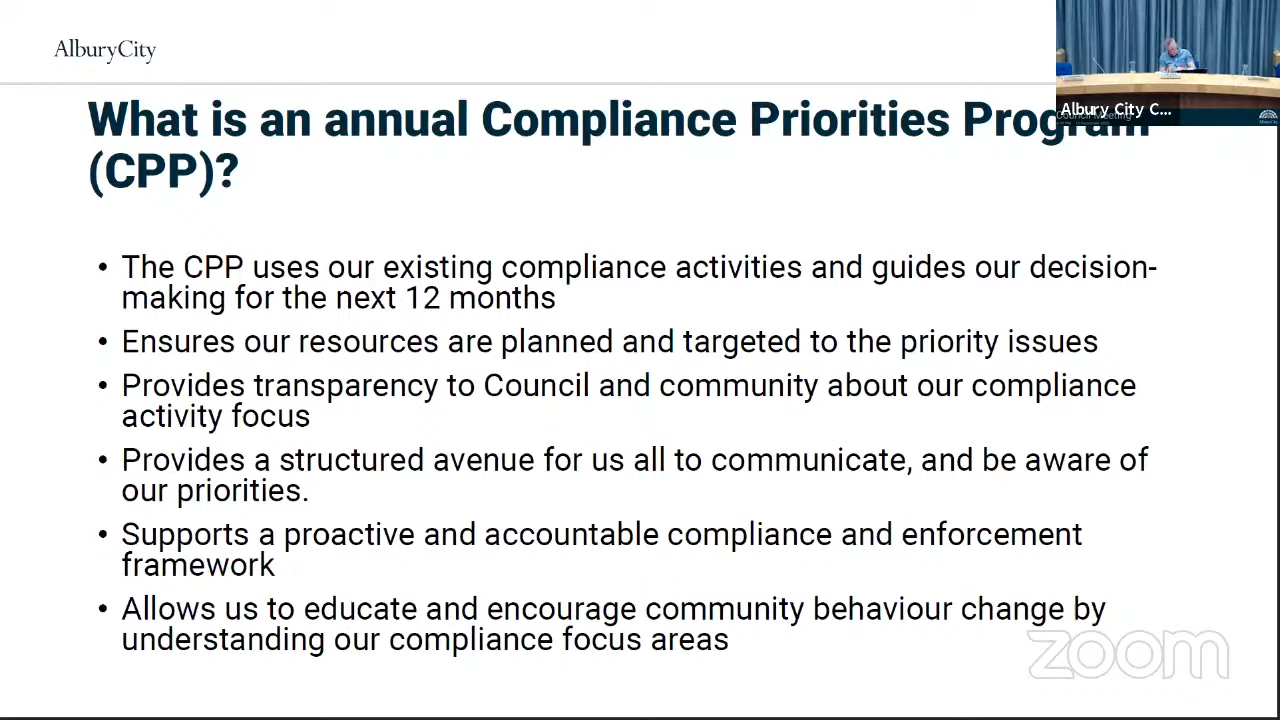 AlburyCity
What is an annual Compliance Priorities Program
(CPP)?
Albury City C...
Council Meeting
• The CPP uses our existing compliance activities and guides our decision-
making for the next 12 months
• Ensures our resources are planned and targeted to the priority issues
• Provides transparency to Council and community about our compliance
activity focus
• Provides a structured avenue for us all to communicate, and be aware of
our priorities.
• Supports a proactive and accountable compliance and enforcement
framework
• Allows us to educate and encourage community behaviour change by
understanding our compliance focus areas
zoom